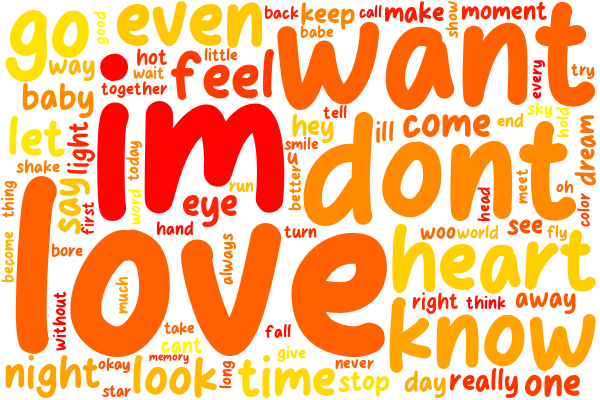 go
good
even
back
keep
call
make
show
moment
babe
want
way
hot
little
wait
feel
together
every
try
baby
im
tell
sky
hold
let
light
today
hey
ill
come
end
dream
smile
u
dont
shake
say
better
run
eye
word
first
head
meet
oh
color
thing
love
hand
turn
woo
world
see
fly
become
bore
always
heart
much
without
right
think
away
take
fall
know
cant
night
okay
memory
give
never
look
long
time
stop
day
really
one
star